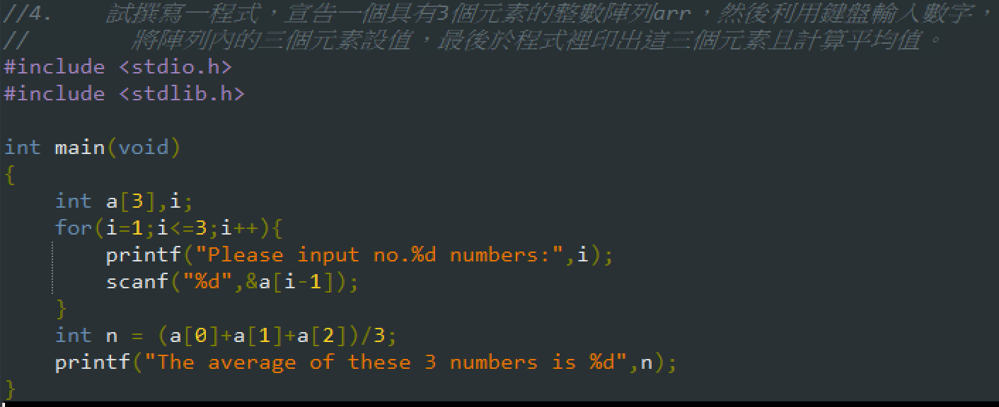 //4.    試撰寫一程式，宣告一個具有3個元素的整數陣列arr，然後利用鍵盤輸入數字，
//      將陣列內的三個元素設值，最後於程式裡印出這三個元素且計算平均值。
#include <stdio.h>
#include <stdlib.h>

int main(void)
{
    int a[3],i;
    for(i=1;i<=3;i++){
        printf("Please input no.%d numbers:",i);
        scanf("%d",&a[i-1]);
    }
    int n = (a[0]+a[1]+a[2])/3;
    printf("The average of these 3 numbers is %d",n);
}